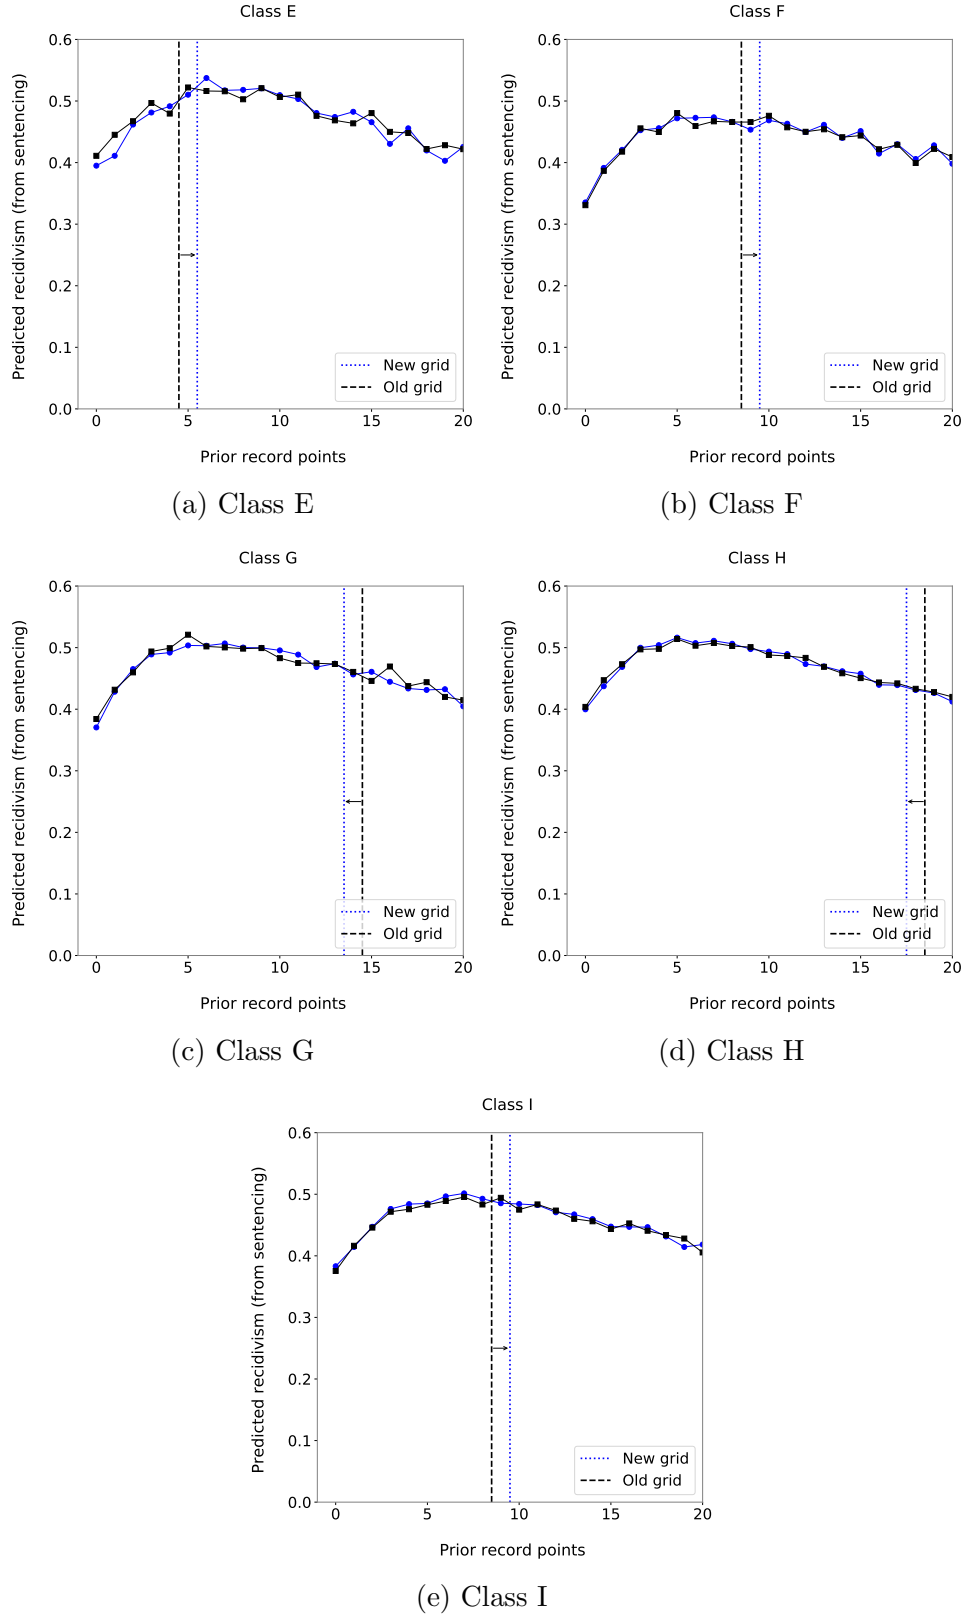 Class E
Predicted recidivism (from sentencing)
0.6
0.5
0.4
0.3
0.2
0.1
0.0
0 5 10 15 20
New grid
Old grid
Prior record points
(a) Class E
Class F
Predicted recidivism (from sentencing)
0.6
0.5
0.4
0.3
0.2
0.1
0.0
0 5 10 15 20
New grid
Old grid
Prior record points
(b) Class F
Class G
Predicted recidivism (from sentencing)
0.6
0.5
0.4
0.3
0.2
0.1
0.0
0 5 10 15 20
New grid
Old grid
Prior record points
(c) Class G
Class H
Predicted recidivism (from sentencing)
0.6
0.5
0.4
0.3
0.2
0.1
0.0
0 5 10 15 20
New grid
Old grid
Prior record points
(d) Class H
Class I
Predicted recidivism (from sentencing)
0.6
0.5
0.4
0.3
0.2
0.1
0.0
0 5 10 15 20
New grid
Old grid
Prior record points
(e) Class I